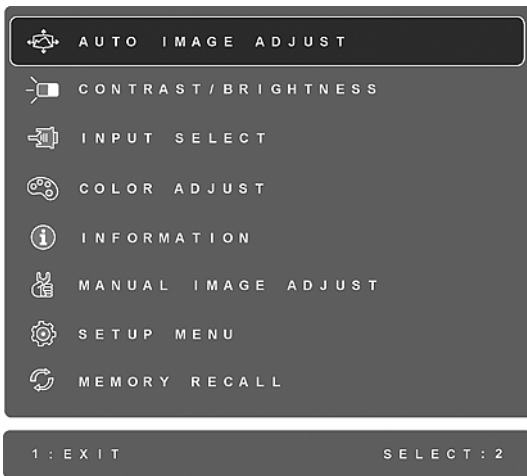 AUTO IMAGE ADJUST
CONTRAST/BRIGHTNESS
INPUT SELECT
COLOR ADJUST
INFORMATION
MANUAL IMAGE ADJUST
SETUP MENU
MEMORY RECALL
1:EXIT SELECT:2